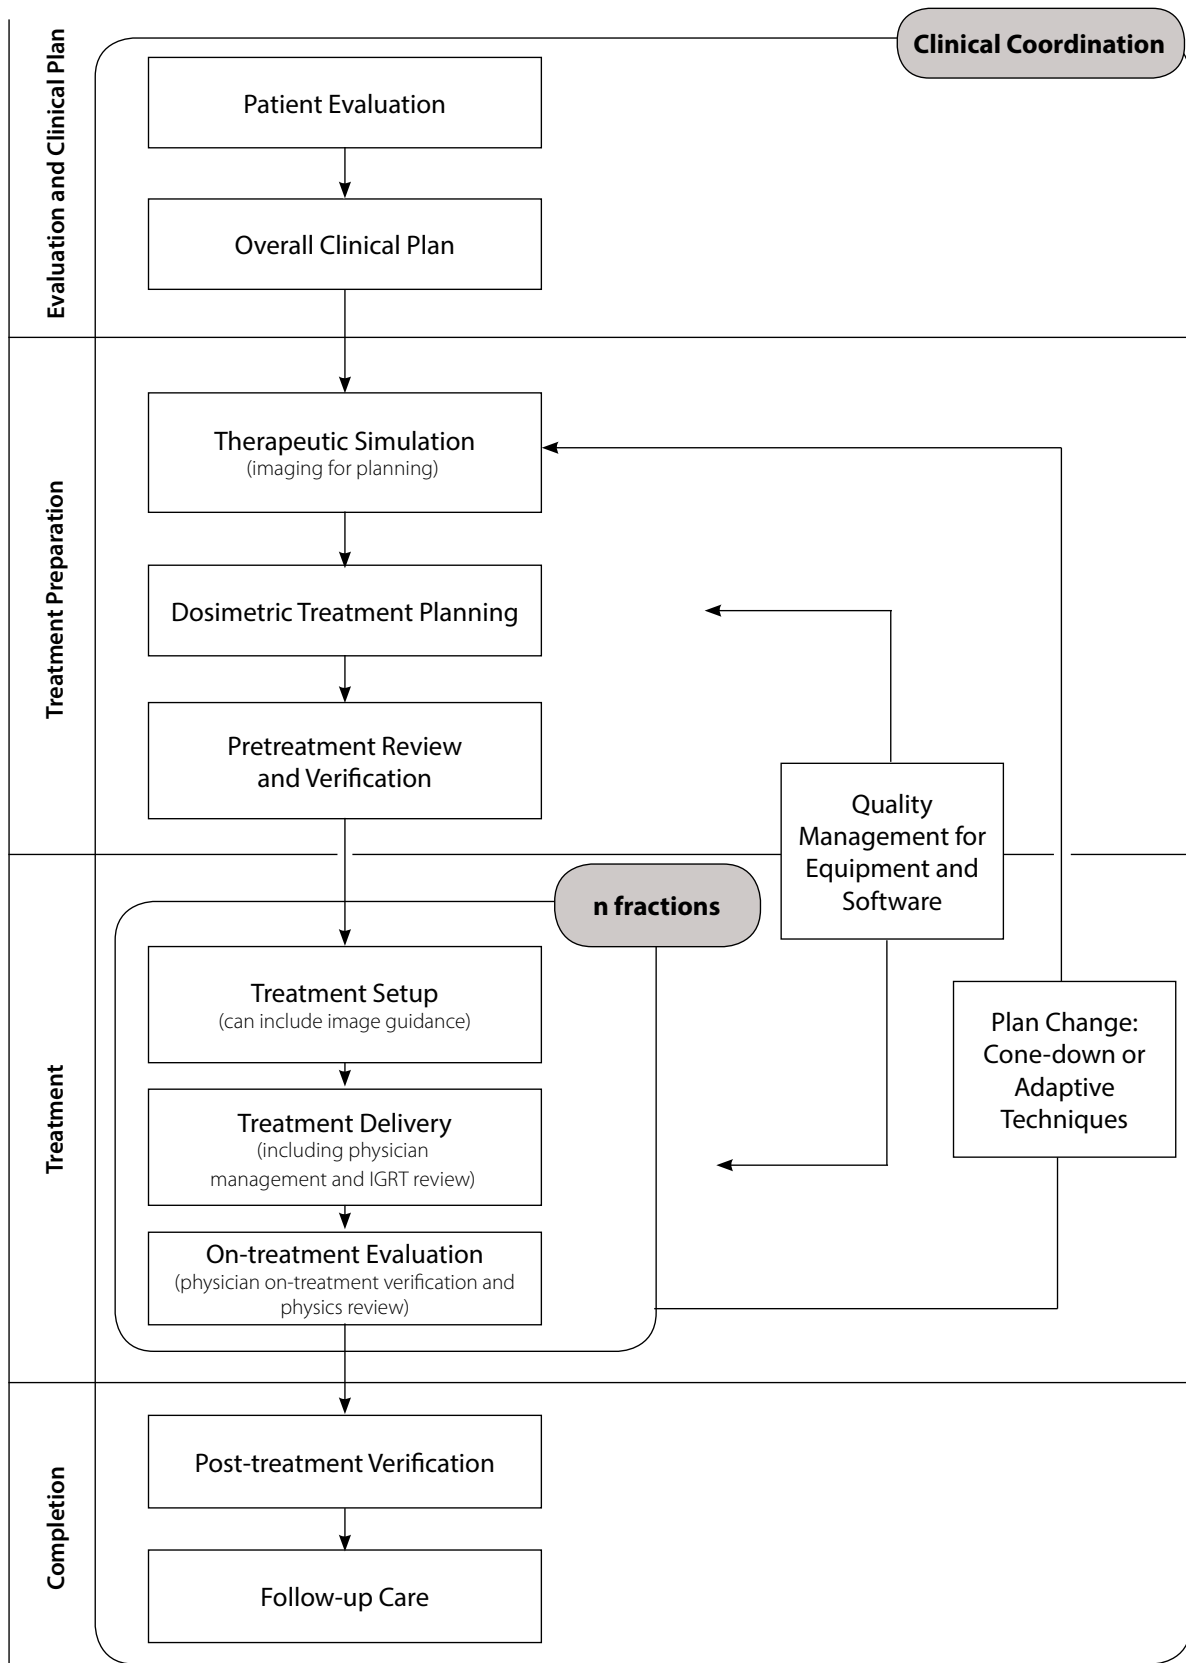 Clinical Coordination
Evaluation and Clinical Plan
Patient Evaluation
Overall Clinical Plan
Treatment Preparation
Therapeutic Simulation
(imaging for planning)
Dosimetric Treatment Planning
Pretreatment Review
and Verification
Quality
Management for
Equipment and
Software
Treatment
n fractions
Treatment Setup
(can include image guidance)
Treatment Delivery
(including physician
management and IGRT review)
On-treatment Evaluation
(physician on-treatment verification and
physics review)
Plan Change:
Cone-down or
Adaptive
Techniques
Completion
Post-treatment Verification
Follow-up Care